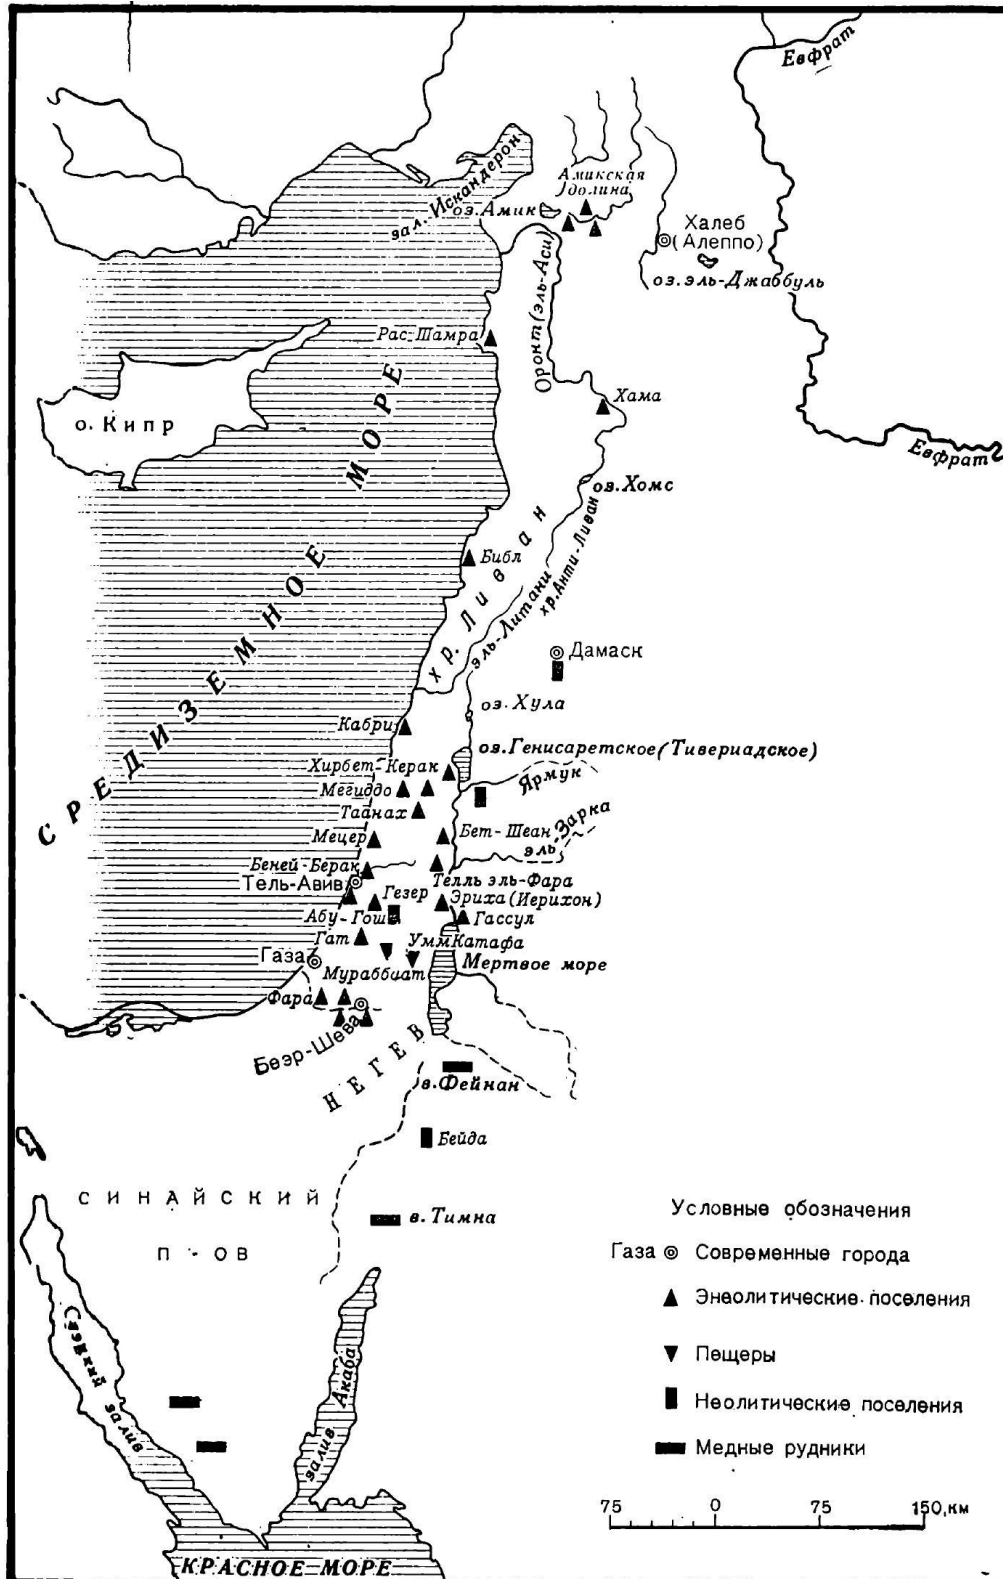 Евфрат
Амикская
долина
зал. Искандерон
оз. Амик
Халеб
(Алеппо)
оз. эль-Джаббуль
Оронт (эль-Аси)
Рас-Шамра
Хама
о. Кипр
СРЕДИЗЕМНОЕ МОРЕ
Евфрат
оз. Хомс
Библ
хр. Ливан
эль-Литани
хр. Анти-Ливан
Дамаск
оз. Хула
Кабри
оз. Генисаретское (Тивериадское)
Хирбет-Керак
Ярмук
Мегиддо
Таанах
эль-Зарка
Мецер
Бет-Шеан
Беней-Берак
Телль эль-Фара
Тель-Авив
Гезер
Эриха (Иерихон)
Абу-Гош
Гассул
Гат
Умм Катафа
Газа
Мертвое море
Мураббиат
Фара
Беэр-Шева
НЕГЕВ
в. Фейнан
Бейда
СИНАЙСКИЙ
П-ОВ
в. Тимна
Суэцкий залив
залив Акаба
КРАСНОЕ МОРЕ
Условные обозначения
Газа Современные города
Энеолитические поселения
Пещеры
Неолитические поселения
Медные рудники
75 0 75 150, км